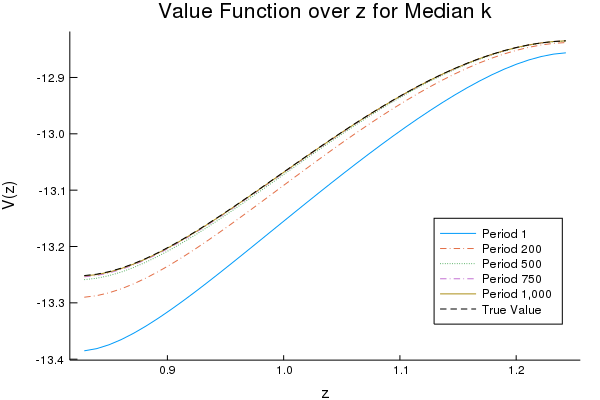 Value Function over z for Median k
V(z)
-12.9
-13.0
-13.1
-13.2
-13.3
-13.4
0.9
1.0
1.1
1.2
z
Period 1
Period 200
Period 500
Period 750
Period 1,000
True Value